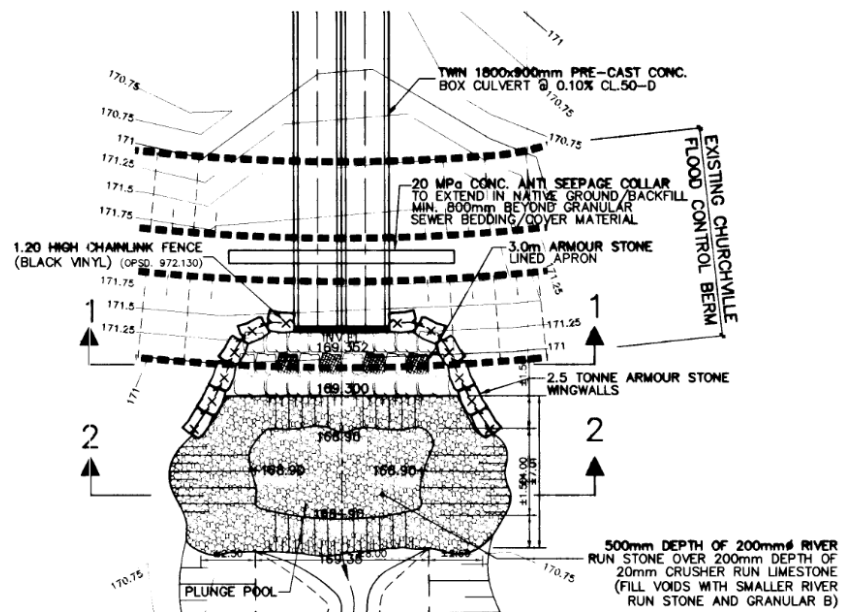 171
170.75
TWIN 1800x900mm PRE-CAST CONC.
BOX CULVERT @ 0.10% CL.50-D
170.75
170.75
170.75
171
171.25
171.5
171.75
EXISTING CHURCHVILLE
FLOOD CONTROL BERM
20 MPa CONC. ANTI SEEPAGE COLLAR
TO EXTEND IN NATIVE GROUND/BACKFILL
MIN. 800mm BEYOND GRANULAR
SEWER BEDDING/COVER MATERIAL
1.20 HIGH CHAINLINK FENCE
(BLACK VINYL) (OPSD. 972.130)
3.0m ARMOUR STONE
LINED APRON
171.75
171.5
171.25
171
171.25
171
1
1
INV.
169.352
169.300
2.5 TONNE ARMOUR STONE
WINGWALLS
2
2
168.90
168.90
168.90
PLUNGE POOL
170.75
170.75
500mm DEPTH OF 200mmø RIVER
RUN STONE OVER 200mm DEPTH OF
20mm CRUSHER RUN LIMESTONE
(FILL VOIDS WITH SMALLER RIVER
RUN STONE AND GRANULAR B)